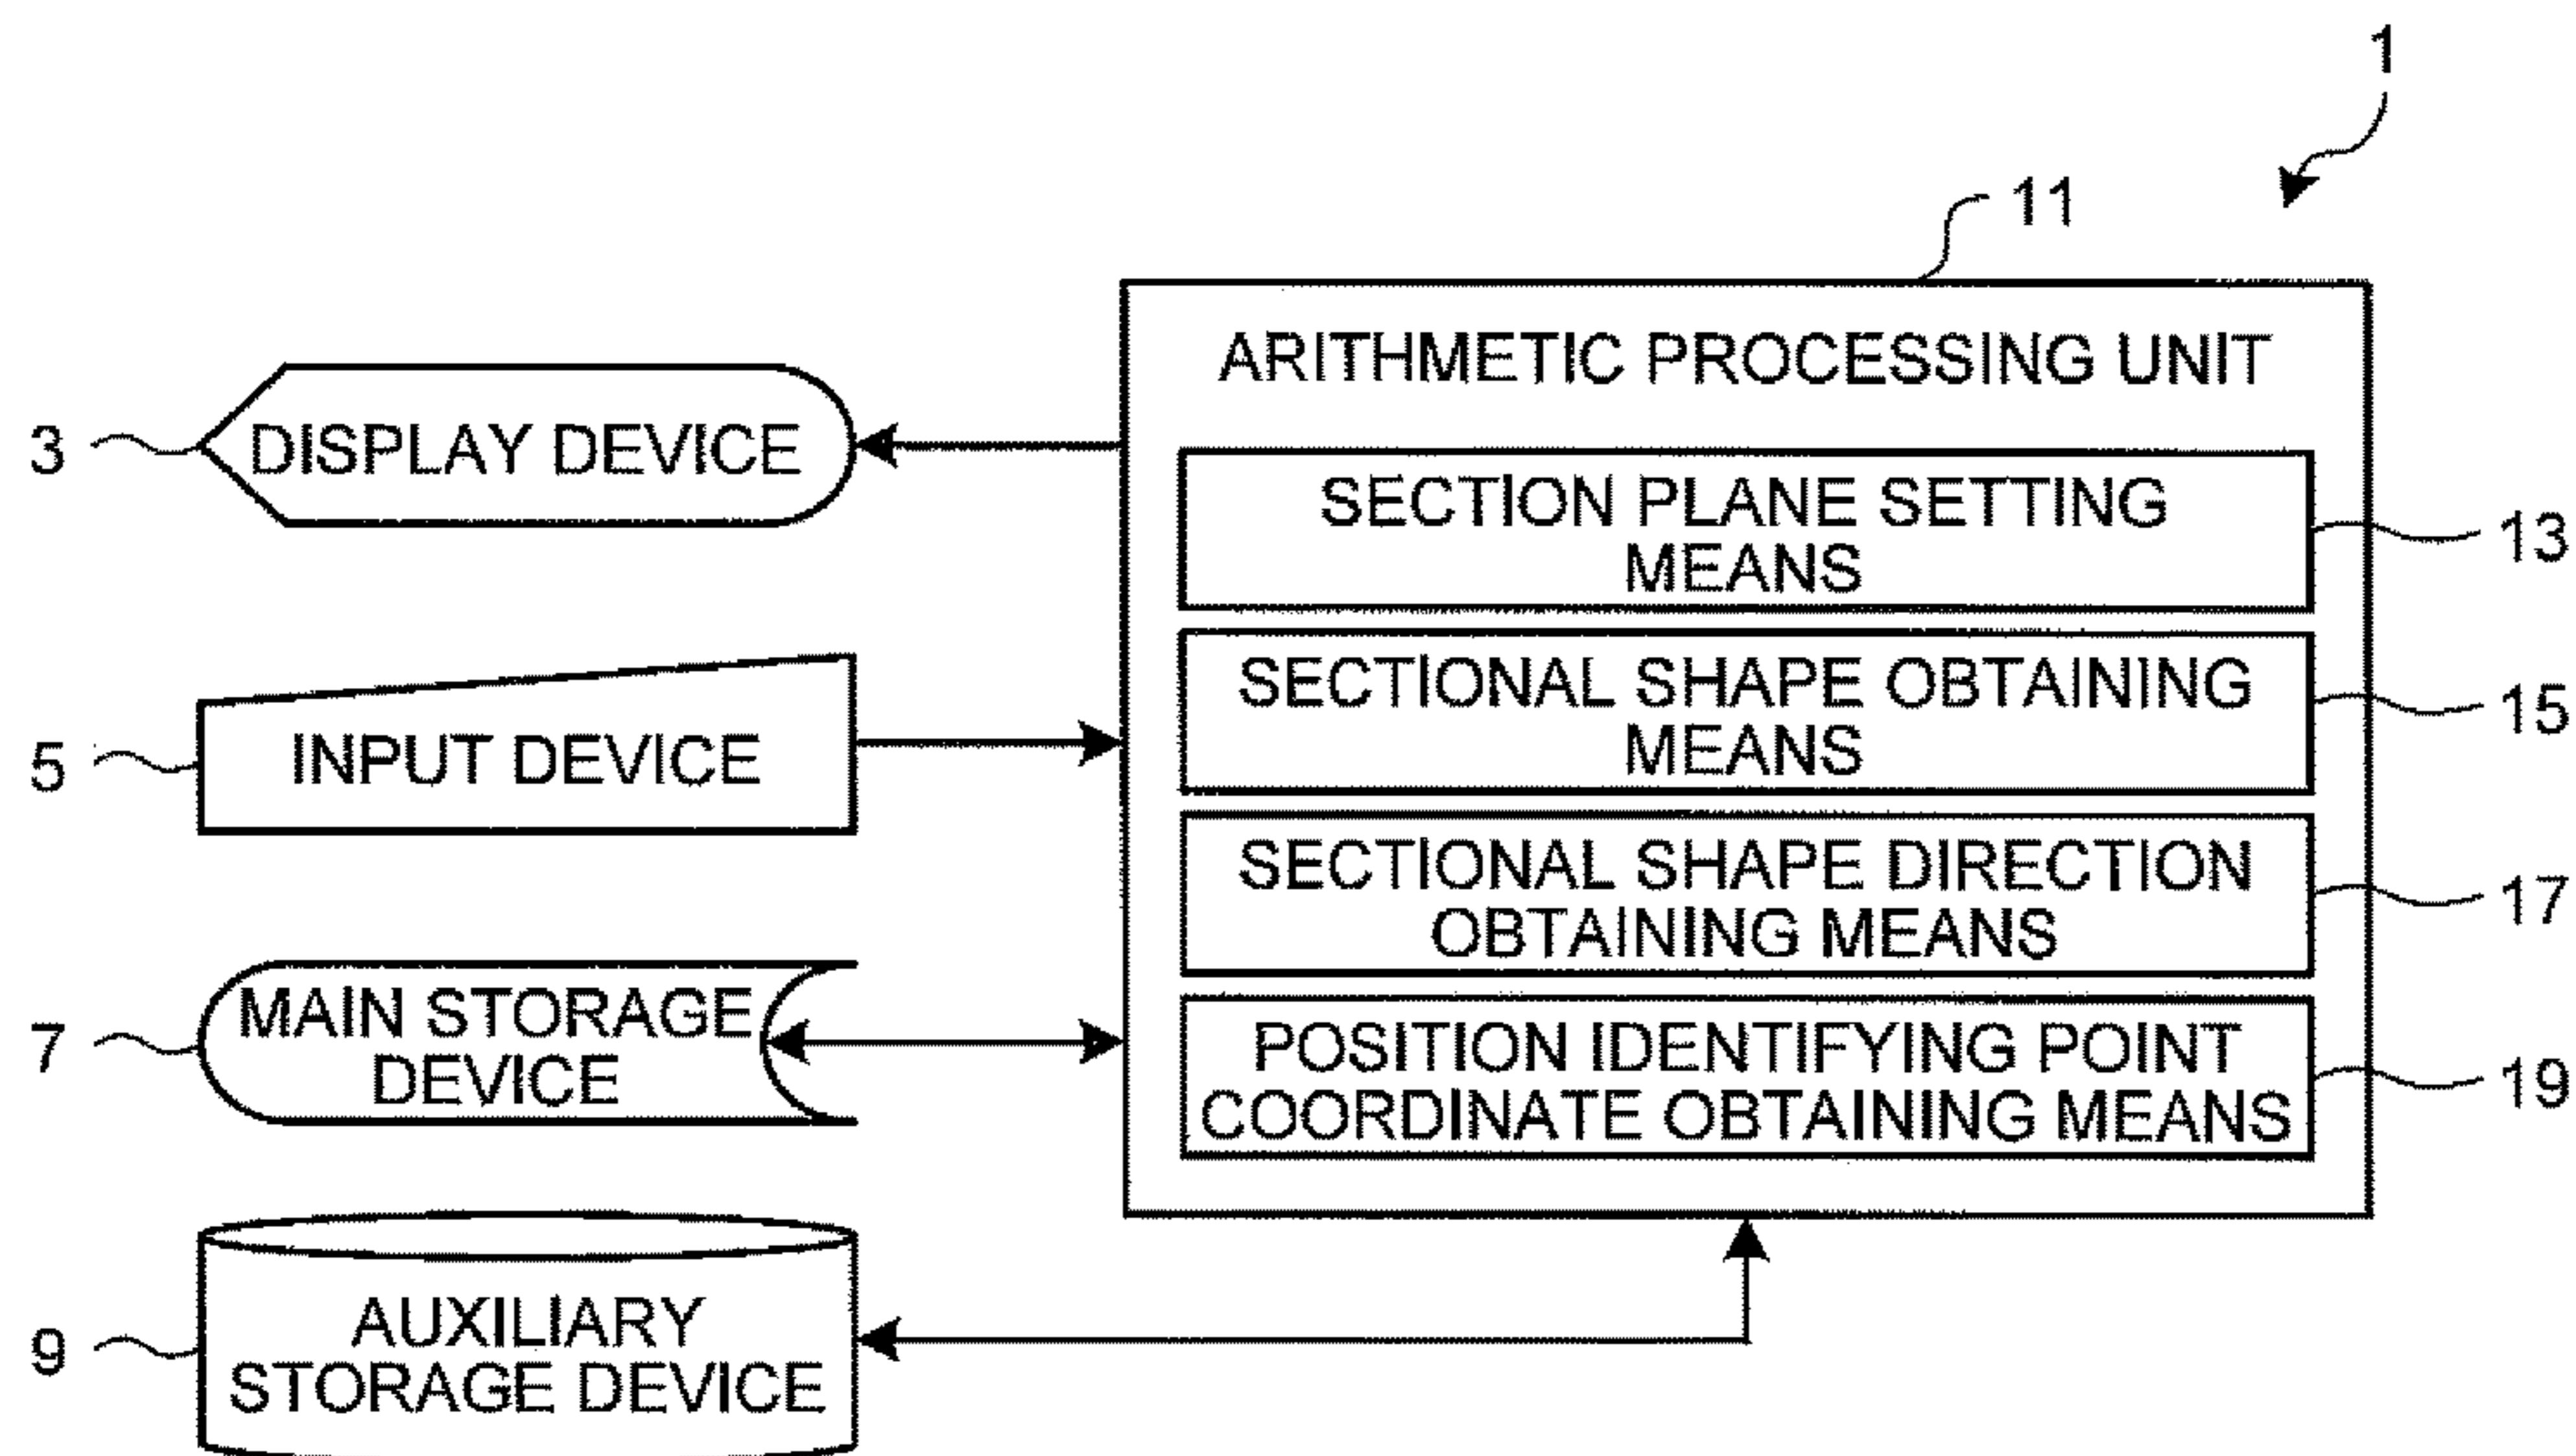 1
11
ARITHMETIC PROCESSING UNIT
3
DISPLAY DEVICE
SECTION PLANE SETTING
MEANS
13
5
INPUT DEVICE
SECTIONAL SHAPE OBTAINING
MEANS
15
SECTIONAL SHAPE DIRECTION
OBTAINING MEANS
17
7
MAIN STORAGE
DEVICE
POSITION IDENTIFYING POINT
COORDINATE OBTAINING MEANS
19
9
AUXILIARY
STORAGE DEVICE